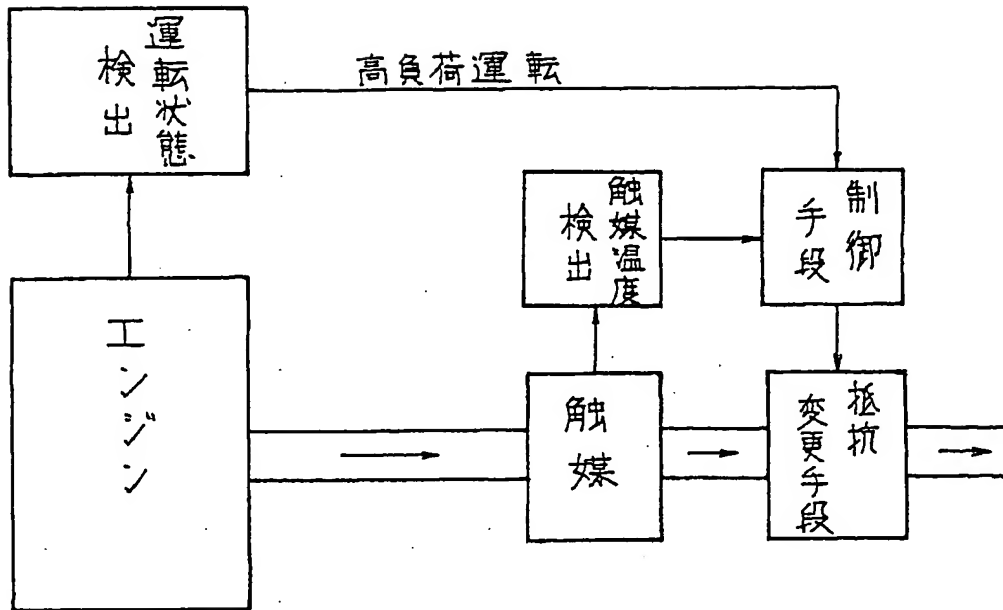 運転状態
検出
高負荷運転
触媒温度
検出
制御
手段
エンジン
触媒
抵抗
変更手段